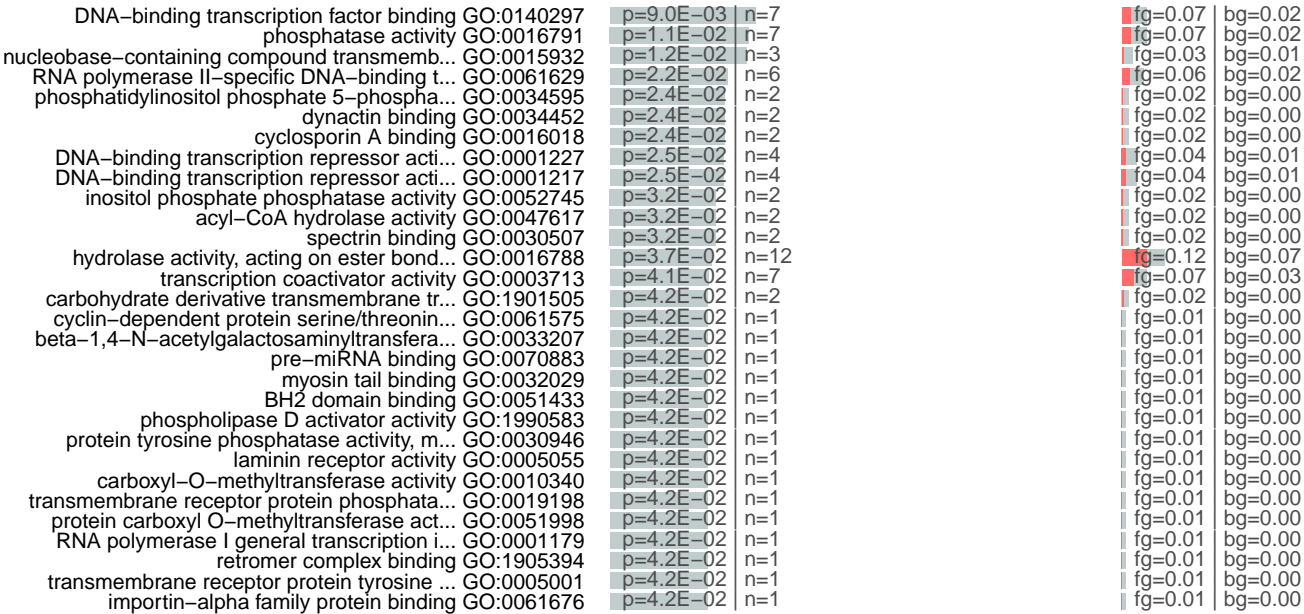 DNA−binding transcription factor binding GO:0140297 p=9.0E−03 | n=7 fg=0.07 | bg=0.02
phosphatase activity GO:0016791 p=1.1E−02 | n=7 fg=0.07 | bg=0.02
nucleobase−containing compound transmemb... GO:0015932 p=1.2E−02 | n=3 fg=0.03 | bg=0.01
RNA polymerase II−specific DNA−binding t... GO:0061629 p=2.2E−02 | n=6 fg=0.06 | bg=0.02
phosphatidylinositol phosphate 5−phospha... GO:0034595 p=2.4E−02 | n=2 fg=0.02 | bg=0.00
dynactin binding GO:0034452 p=2.4E−02 | n=2 fg=0.02 | bg=0.00
cyclosporin A binding GO:0016018 p=2.4E−02 | n=2 fg=0.02 | bg=0.00
DNA−binding transcription repressor acti... GO:0001227 p=2.5E−02 | n=4 fg=0.04 | bg=0.01
DNA−binding transcription repressor acti... GO:0001217 p=2.5E−02 | n=4 fg=0.04 | bg=0.01
inositol phosphate phosphatase activity GO:0052745 p=3.2E−02 | n=2 fg=0.02 | bg=0.00
acyl−CoA hydrolase activity GO:0047617 p=3.2E−02 | n=2 fg=0.02 | bg=0.00
spectrin binding GO:0030507 p=3.2E−02 | n=2 fg=0.02 | bg=0.00
hydrolase activity, acting on ester bond... GO:0016788 p=3.7E−02 | n=12 fg=0.12 | bg=0.07
transcription coactivator activity GO:0003713 p=4.1E−02 | n=7 fg=0.07 | bg=0.03
carbohydrate derivative transmembrane tr... GO:1901505 p=4.2E−02 | n=2 fg=0.02 | bg=0.00
cyclin−dependent protein serine/threonin... GO:0061575 p=4.2E−02 | n=1 fg=0.01 | bg=0.00
beta−1,4−N−acetylgalactosaminyltransfera... GO:0033207 p=4.2E−02 | n=1 fg=0.01 | bg=0.00
pre−miRNA binding GO:0070883 p=4.2E−02 | n=1 fg=0.01 | bg=0.00
myosin tail binding GO:0032029 p=4.2E−02 | n=1 fg=0.01 | bg=0.00
BH2 domain binding GO:0051433 p=4.2E−02 | n=1 fg=0.01 | bg=0.00
phospholipase D activator activity GO:1990583 p=4.2E−02 | n=1 fg=0.01 | bg=0.00
protein tyrosine phosphatase activity, m... GO:0030946 p=4.2E−02 | n=1 fg=0.01 | bg=0.00
laminin receptor activity GO:0005055 p=4.2E−02 | n=1 fg=0.01 | bg=0.00
carboxyl−O−methyltransferase activity GO:0010340 p=4.2E−02 | n=1 fg=0.01 | bg=0.00
transmembrane receptor protein phosphata... GO:0019198 p=4.2E−02 | n=1 fg=0.01 | bg=0.00
protein carboxyl O−methyltransferase act... GO:0051998 p=4.2E−02 | n=1 fg=0.01 | bg=0.00
RNA polymerase I general transcription i... GO:0001179 p=4.2E−02 | n=1 fg=0.01 | bg=0.00
retromer complex binding GO:1905394 p=4.2E−02 | n=1 fg=0.01 | bg=0.00
transmembrane receptor protein tyrosine ... GO:0005001 p=4.2E−02 | n=1 fg=0.01 | bg=0.00
importin−alpha family protein binding GO:0061676 p=4.2E−02 | n=1 fg=0.01 | bg=0.00